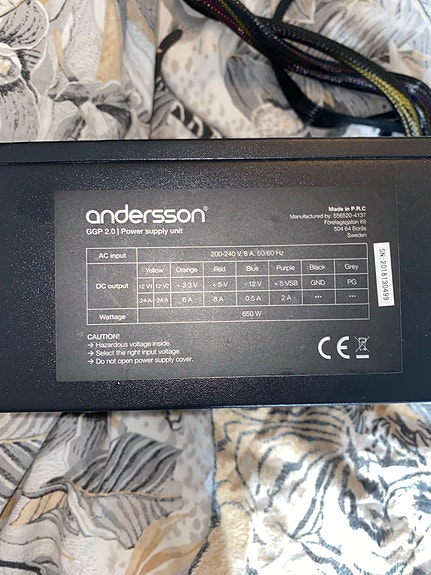 andersson®
GGP 2.0 | Power supply unit
Made in P.R.C
Manufactured by: 556520-4137
Företagsgatan 69
504 64 Borås
Sweden
AC input 200-240 V, 8 A, 50/60 Hz
Yellow Orange Red Blue Purple Black Grey
DC output 12 V1 12 V2 + 3.3 V + 5 V -12 V + 5 VSB GND PG
24 A 24 A 6 A 8 A 0.5 A 2 A --- ---
Wattage 650 W
CAUTION!
→ Hazardous voltage inside.
→ Select the right input voltage.
→ Do not open power supply cover.
CE
SN:2018130499